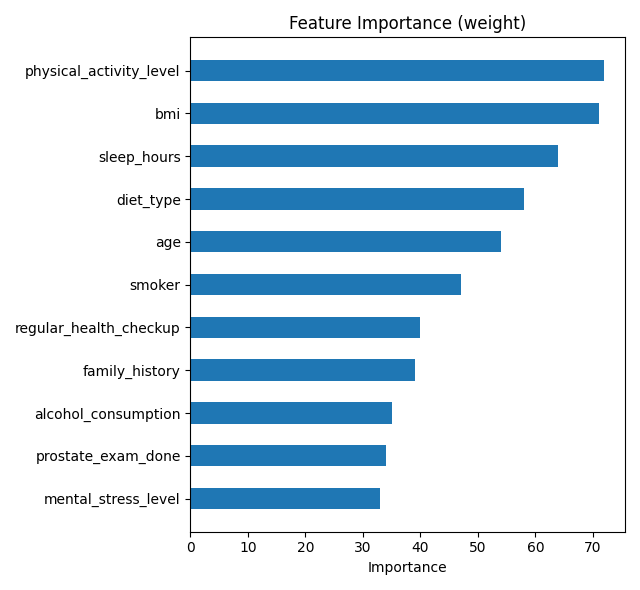 Feature Importance (weight)
physical_activity_level
bmi
sleep_hours
diet_type
age
smoker
regular_health_checkup
family_history
alcohol_consumption
prostate_exam_done
mental_stress_level
0 10 20 30 40 50 60 70
Importance